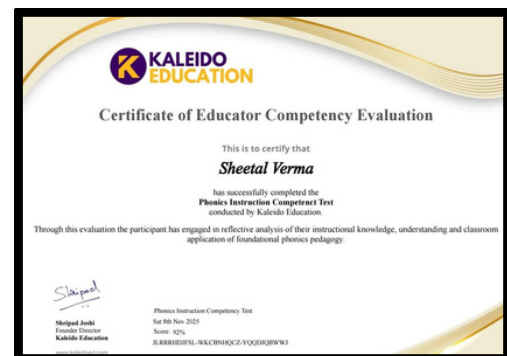 KALEIDO
EDUCATION
Certificate of Educator Competency Evaluation
This is to certify that
Sheetal Verma
has successfully completed the
Phonics Instruction Competenct Test
conducted by Kaleido Education.
Through this evaluation the participant has engaged in reflective analysis of their instructional knowledge, understanding and classroom
application of foundational phonics pedagogy.
Shripad
Shripad Joshi
Founder Director
Kaleido Education
Phonics Instruction Competency Test
Sat 8th Nov 2025
Score 92%